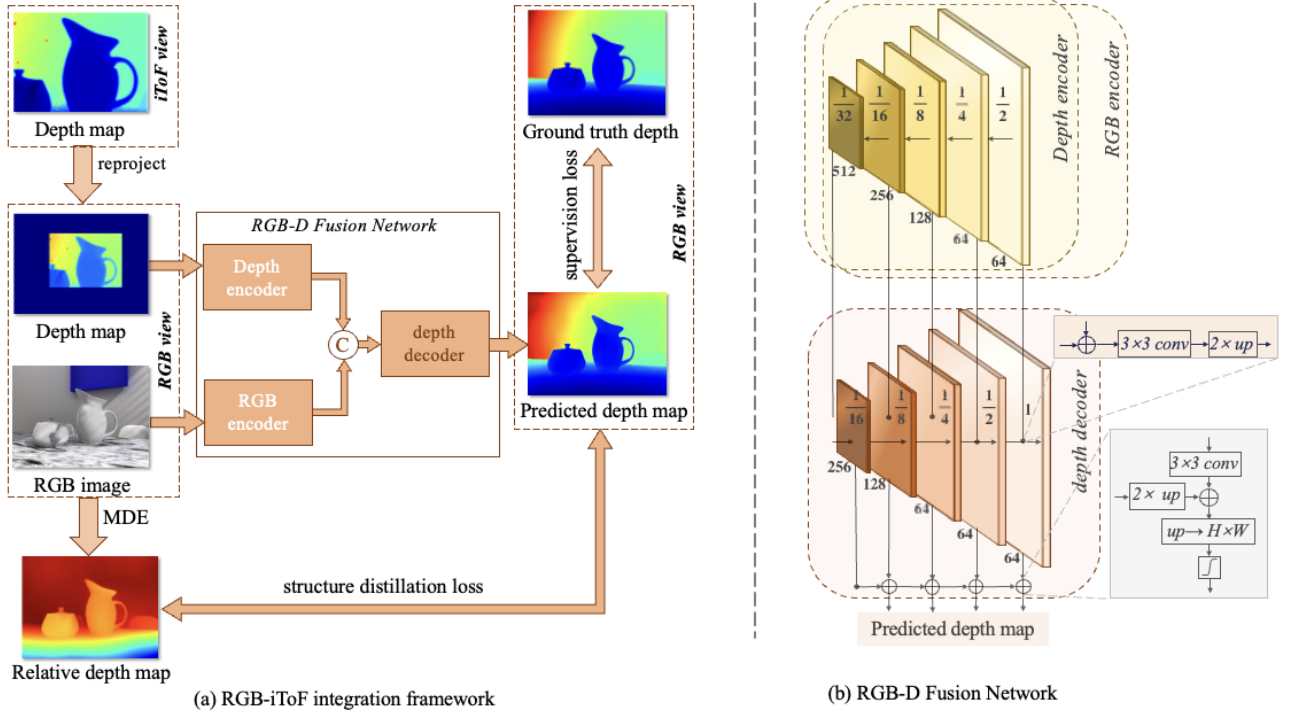 iToF view
Depth map
reproject
RGB view
Depth map
RGB image
MDE
Relative depth map
RGB-D Fusion Network
Depth
encoder
RGB
encoder
C
depth
decoder
Ground truth depth
supervision loss
RGB view
Predicted depth map
structure distillation loss
(a) RGB-iToF integration framework
1/32
1/16
1/8
1/4
1/2
512
256
128
64
64
Depth encoder
RGB encoder
1/16
1/8
1/4
1/2
1
256
128
64
64
64
depth decoder
3×3 conv
2× up
3×3 conv
2× up
up→ H×W
Predicted depth map
(b) RGB-D Fusion Network